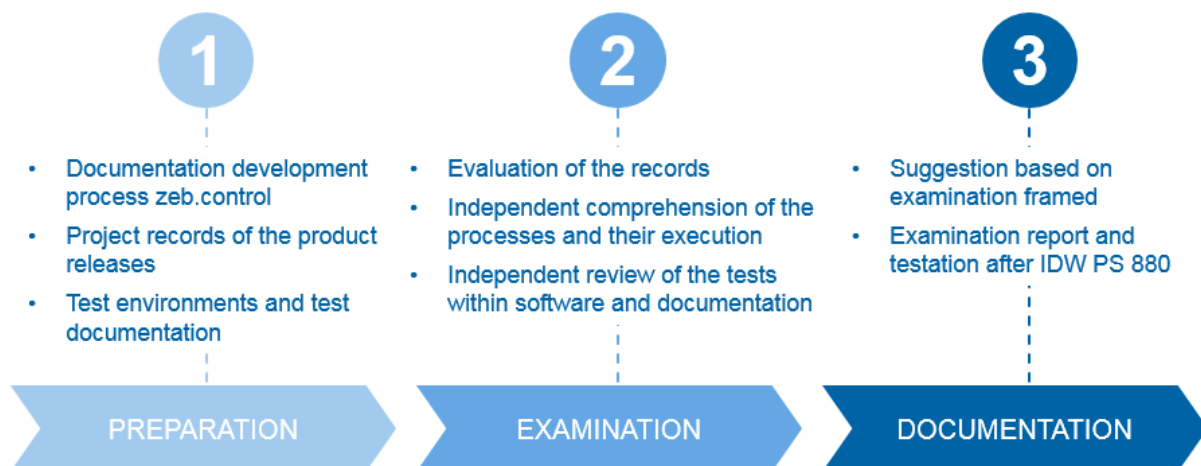 1
• Documentation development
process zeb.control
• Project records of the product
releases
• Test environments and test
documentation
PREPARATION
2
• Evaluation of the records
• Independent comprehension of the
processes and their execution
• Independent review of the tests
within software and documentation
EXAMINATION
3
• Suggestion based on
examination framed
• Examination report and
testation after IDW PS 880
DOCUMENTATION